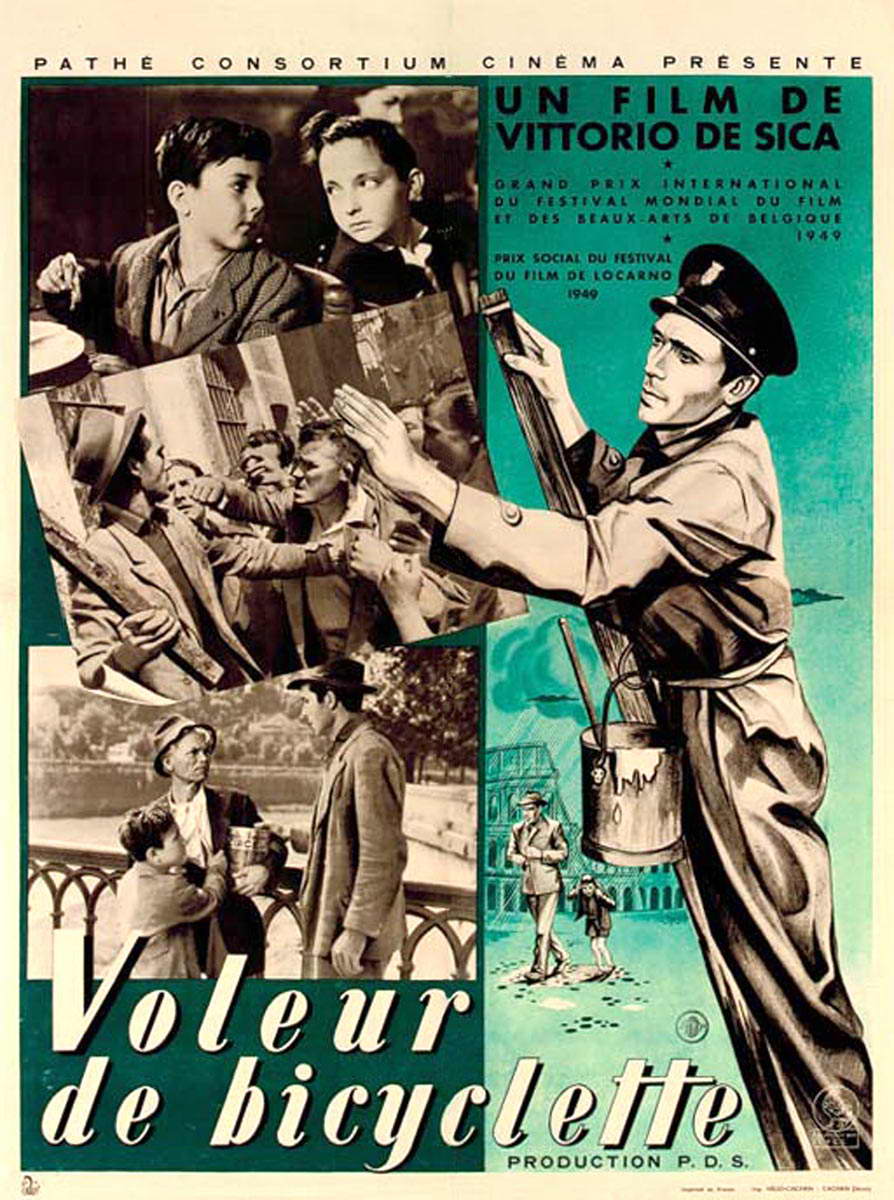 PATHÉ CONSORTIUM CINÉMA PRÉSENTE
UN FILM DE
VITTORIO DE SICA
GRAND PRIX INTERNATIONAL
DU FESTIVAL MONDIAL DU FILM
ET DES BEAUX-ARTS DE BELGIQUE
1949
PRIX SOCIAL DU FESTIVAL
DU FILM DE LOCARNO
1949
Voleur
de bicyclette
PRODUCTION P. D. S.